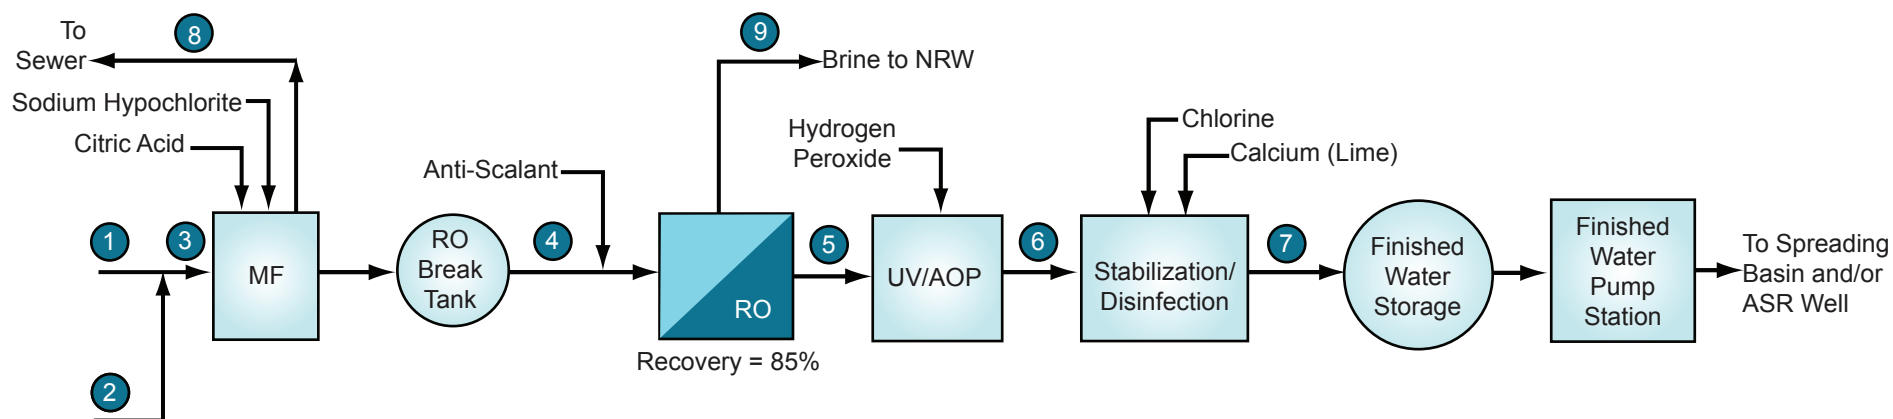 To
Sewer
8
9
Brine to NRW
Sodium Hypochlorite
Citric Acid
Anti-Scalant
Hydrogen
Peroxide
Chlorine
Calcium (Lime)
1
3
MF
RO
Break
Tank
4
RO
Recovery = 85%
5
UV/AOP
6
Stabilization/
Disinfection
7
Finished
Water
Storage
Finished
Water
Pump
Station
To Spreading
Basin and/or
ASR Well
2